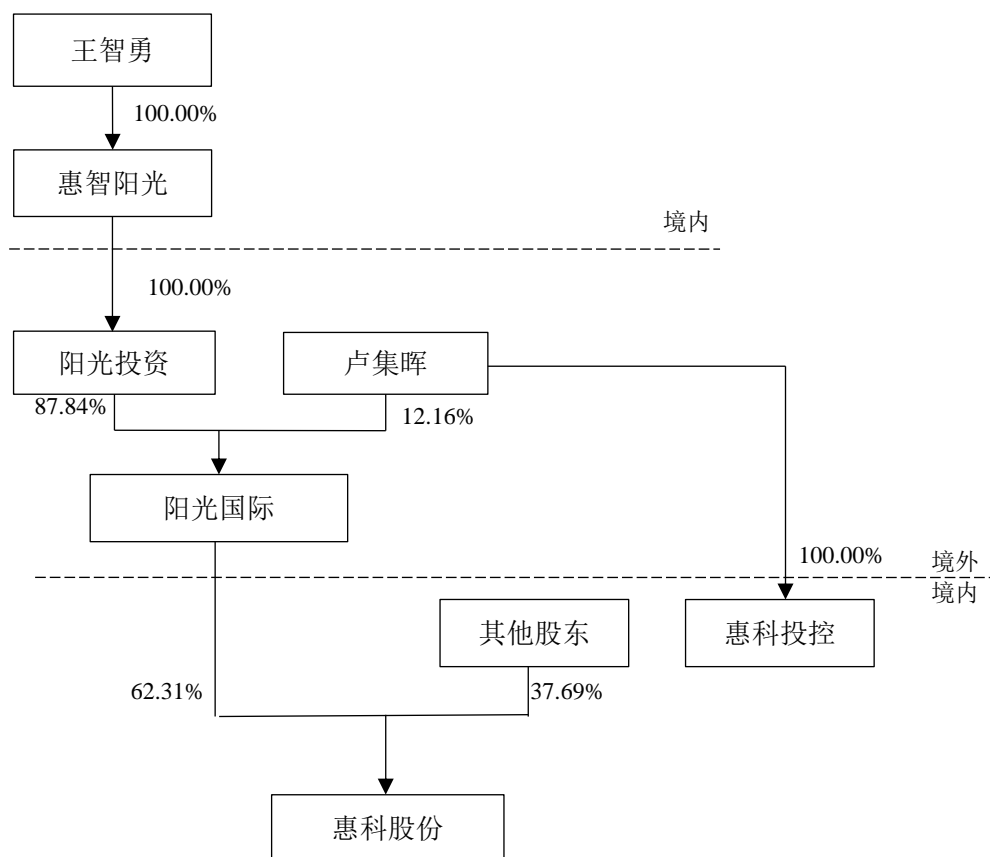 王智勇
100.00%
惠智阳光
境内
100.00%
阳光投资
卢集晖
87.84%
12.16%
阳光国际
100.00%
境外
境内
其他股东
惠科投控
62.31%
37.69%
惠科股份